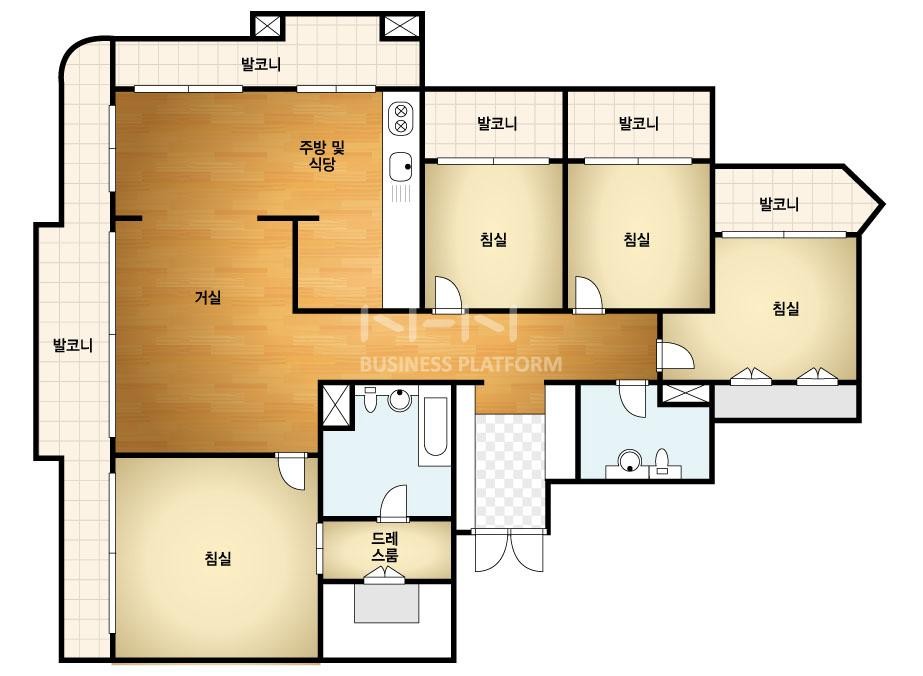 발코니
발코니
발코니
주방 및
식당
발코니
침실
침실
거실
침실
발코니
NHN
BUSINESS PLATFORM
드레
스룸
침실